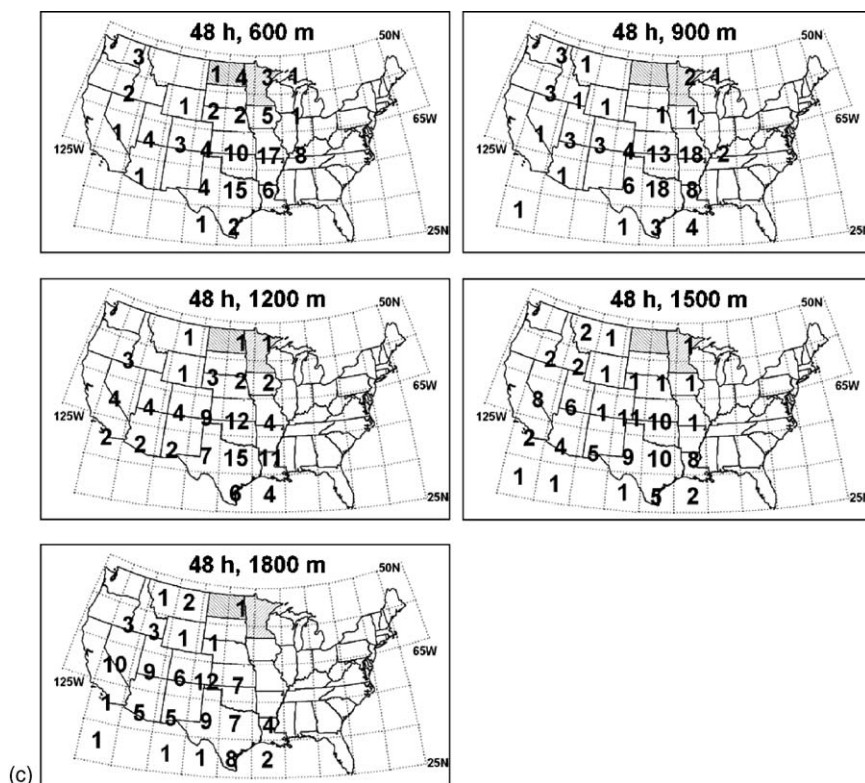 48 h, 600 m
50N
1 4 3 1
3
2
1 2 2 5 1
65W
125W
1 4 3 4 10 17 8
1 4 15 6
1 2
25N
48 h, 900 m
50N
3 1 2 1
3 1 1 1 1
65W
125W
1 3 3 4 13 18 2
1 6 18 8
1 1 3 4
25N
48 h, 1200 m
50N
1 1 1
3 1 3 2 2
65W
125W
4 4 4 9 12 4
2 2 2 7 15 11
6 4
25N
48 h, 1500 m
50N
2 1 1
2 2 1 1 1 1
65W
125W
8 6 1 11 10 1
2 4 5 9 10 8
1 1 1 5 2
25N
48 h, 1800 m
50N
1 2 1
3 3 1 1
65W
125W
10 9 6 12 7
1 5 5 9 7 4
1 1 1 8 2
25N
(c)